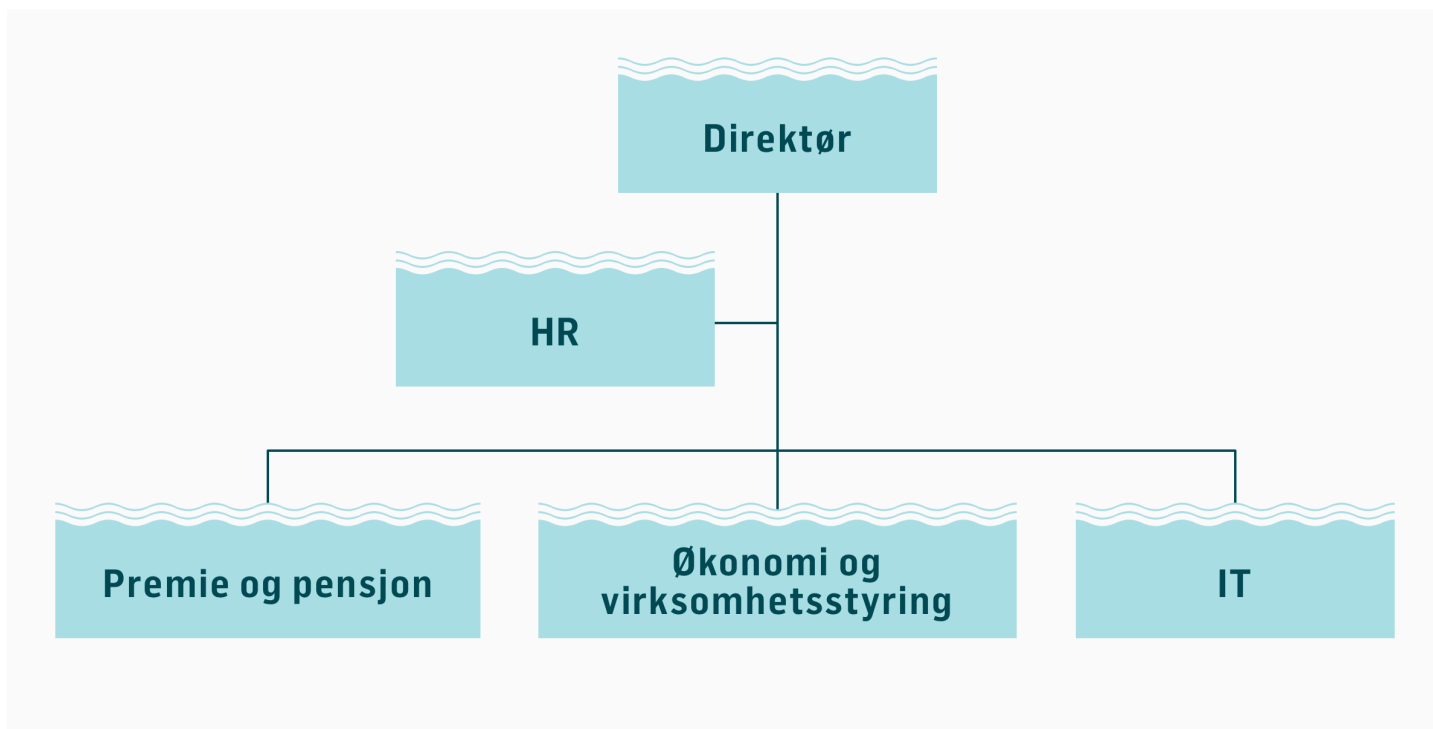 Direktør
HR
Premie og pensjon
Økonomi og
virksomhetsstyring
IT